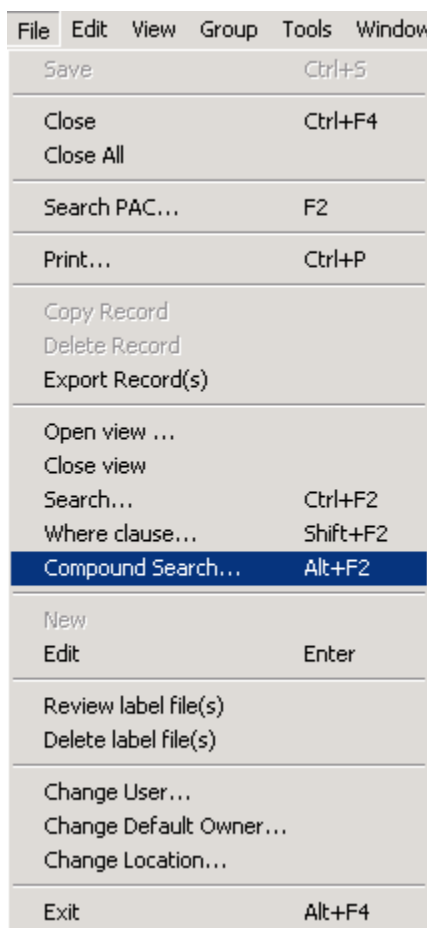 File Edit View Group Tools Window
Save Ctrl+S
Close Ctrl+F4
Close All
Search PAC... F2
Print... Ctrl+P
Copy Record
Delete Record
Export Record(s)
Open view ...
Close view
Search... Ctrl+F2
Where clause... Shift+F2
Compound Search... Alt+F2
New
Edit Enter
Review label file(s)
Delete label file(s)
Change User...
Change Default Owner...
Change Location...
Exit Alt+F4